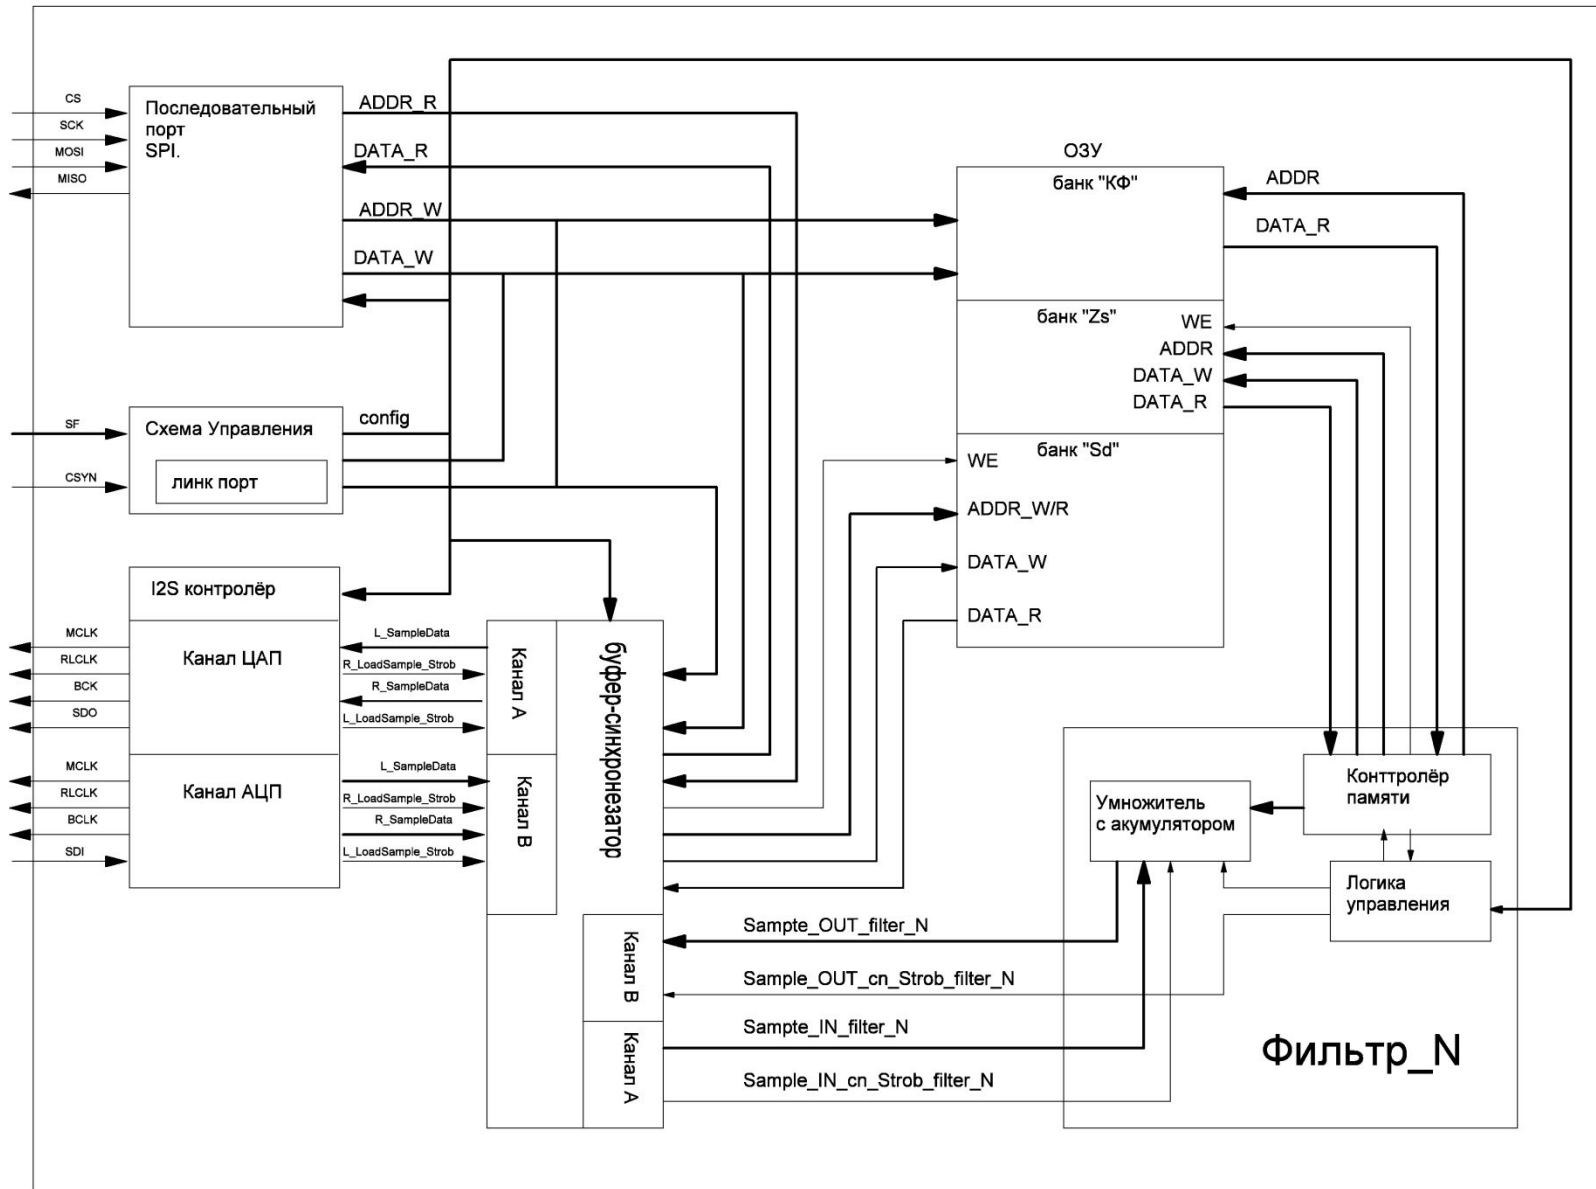 CS
SCK
MOSI
MISO
Последовательный
порт
SPI.
ADDR_R
DATA_R
ADDR_W
DATA_W
ОЗУ
банк "КФ"
ADDR
DATA_R
банк "Zs"
WE
ADDR
DATA_W
DATA_R
банк "Sd"
WE
ADDR_W/R
DATA_W
DATA_R
SF
CSYN
Схема Управления
линк порт
config
I2S контролёр
MCLK
RLCLK
BCK
SDO
Канал ЦАП
L_SampleData
R_LoadSample_Strob
R_SampleData
L_LoadSample_Strob
Канал А
MCLK
RLCLK
BCLK
SDI
Канал АЦП
L_SampleData
R_LoadSample_Strob
R_SampleData
L_LoadSample_Strob
Канал В
буфер-синхронезатор
Канал В
Канал А
Sampte_OUT_filter_N
Sample_OUT_cn_Strob_filter_N
Sampte_IN_filter_N
Sample_IN_cn_Strob_filter_N
Умножитель
с акумулятором
Конттролёр
памяти
Логика
управления
Фильтр_N